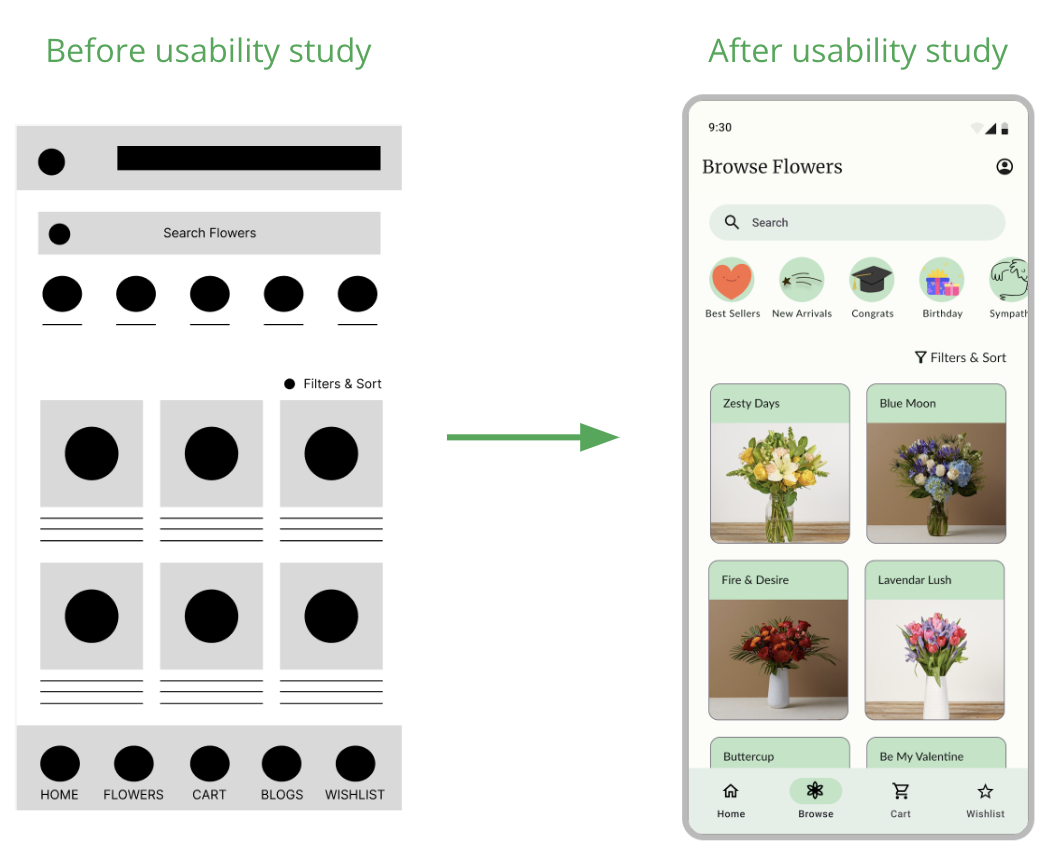 Before usability study
After usability study
Search Flowers
Filters & Sort
HOME
FLOWERS
CART
BLOGS
WISHLIST
9:30
Browse Flowers
Search
Best Sellers
New Arrivals
Congrats
Birthday
Sympath
Filters & Sort
Zesty Days
Blue Moon
Fire & Desire
Lavendar Lush
Buttercup
Be My Valentine
Home
Browse
Cart
Wishlist